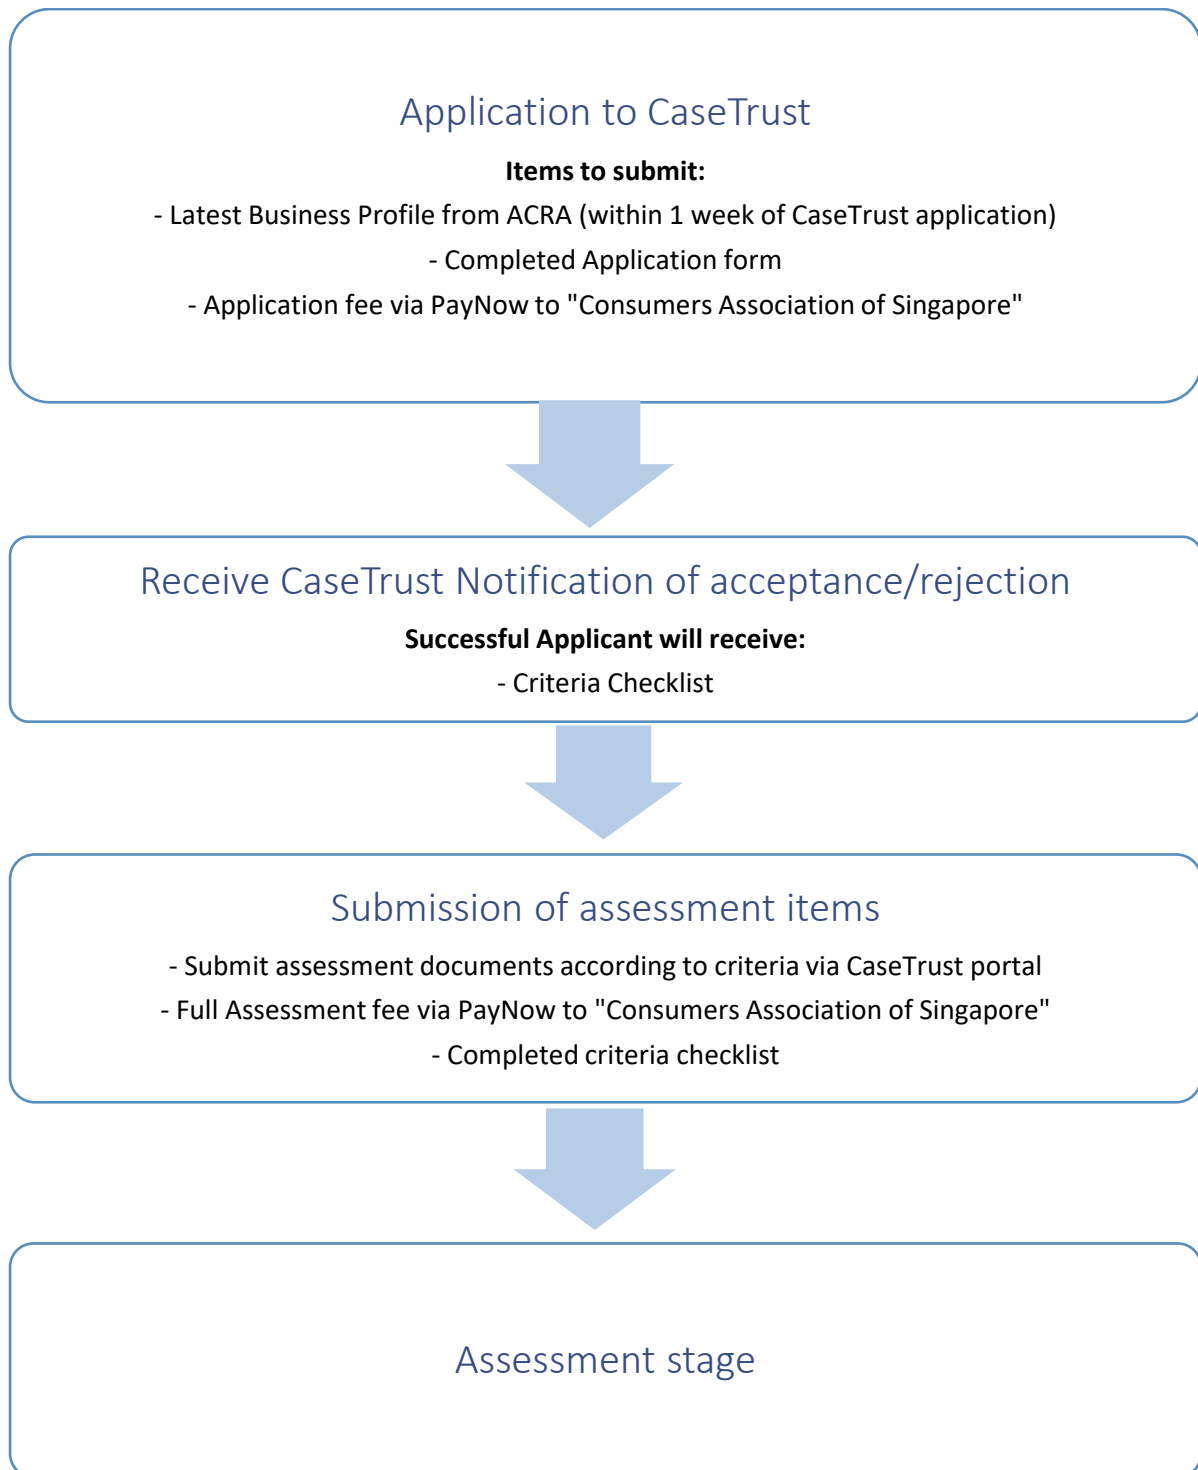 Application to CaseTrust
Items to submit:
- Latest Business Profile from ACRA (within 1 week of CaseTrust application)
- Completed Application form
- Application fee via PayNow to "Consumers Association of Singapore"
Receive CaseTrust Notification of acceptance/rejection
Successful Applicant will receive:
- Criteria Checklist
Submission of assessment items
- Submit assessment documents according to criteria via CaseTrust portal
- Full Assessment fee via PayNow to "Consumers Association of Singapore"
- Completed criteria checklist
Assessment stage